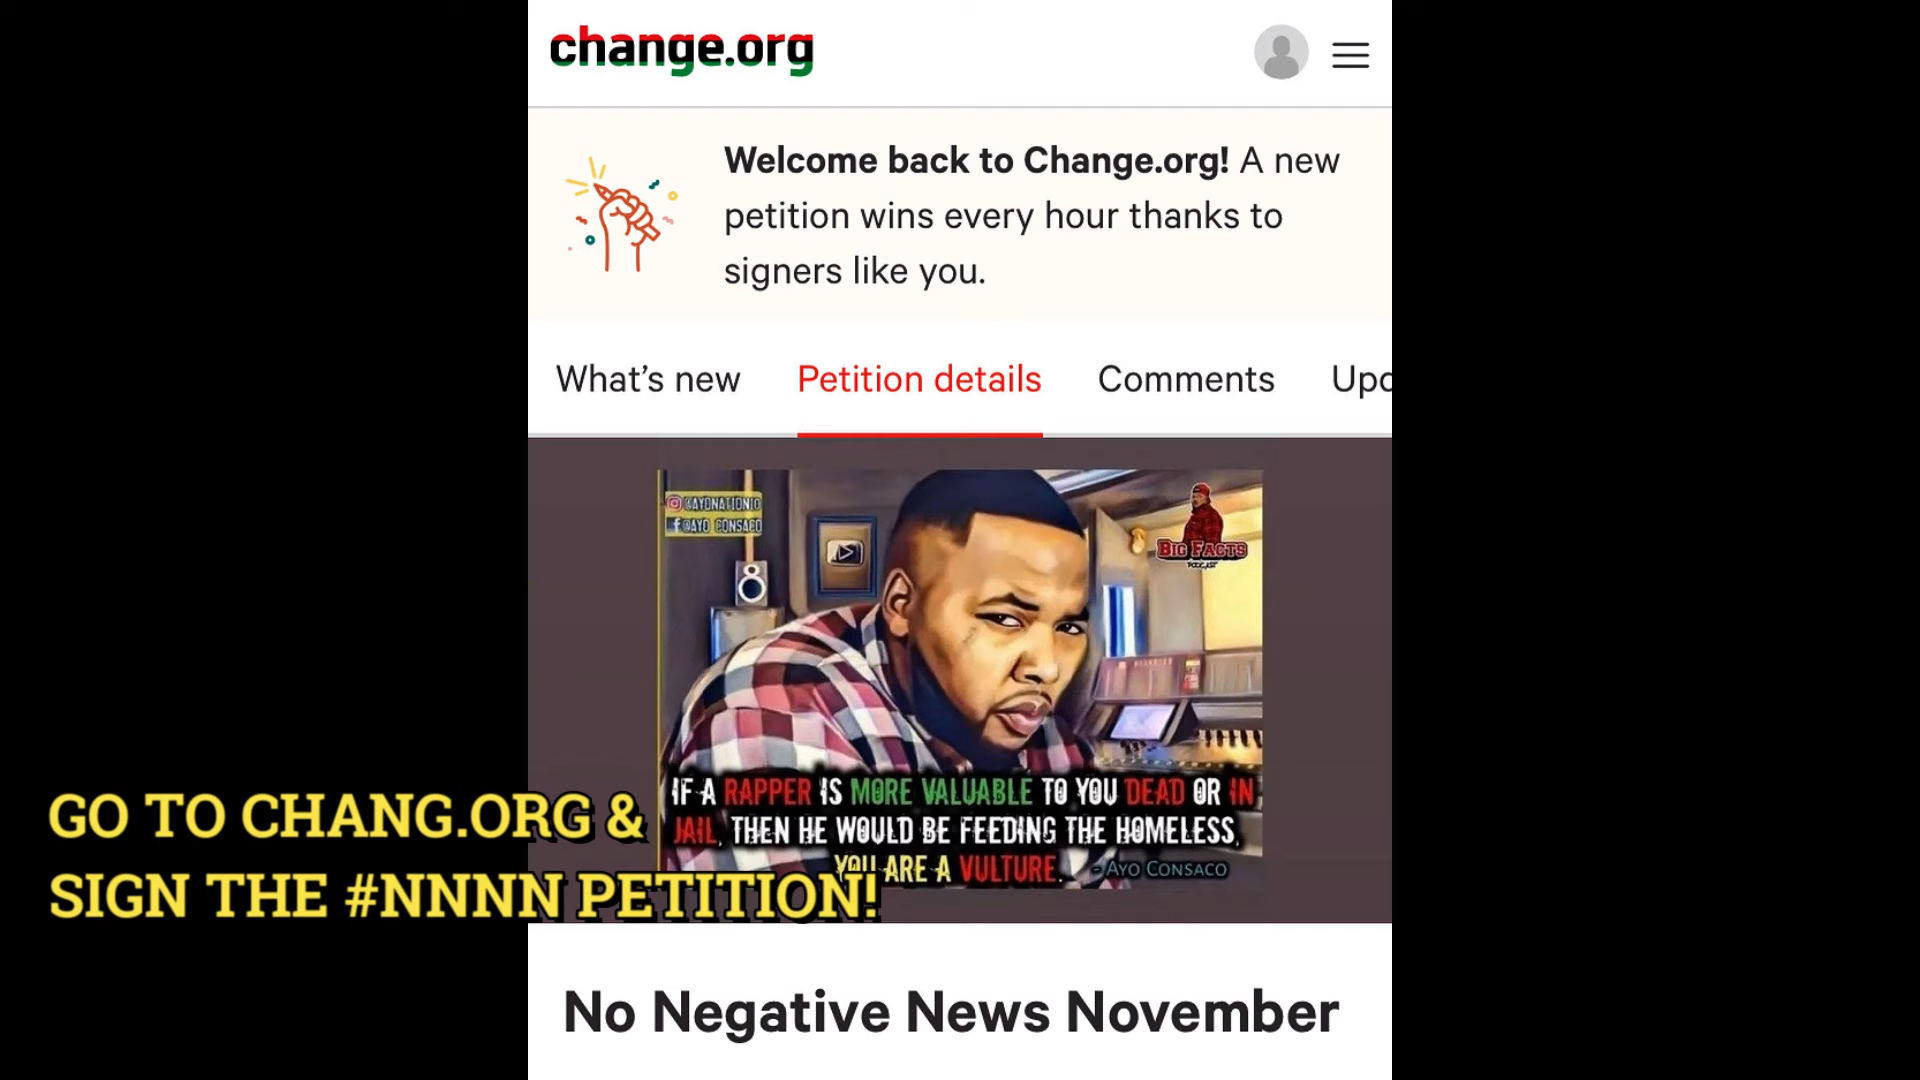 change.org
Welcome back to Change.org! A new
petition wins every hour thanks to
signers like you.
What's new Petition details Comments Upd
@AYONATION10
@AYO CONSACO
BIG FACTS
PODCAST
IF A RAPPER IS MORE VALUABLE TO YOU DEAD OR IN
JAIL, THEN HE WOULD BE FEEDING THE HOMELESS,
YOU ARE A VULTURE. - AYO CONSACO
GO TO CHANG.ORG &
SIGN THE #NNNN PETITION!
No Negative News November